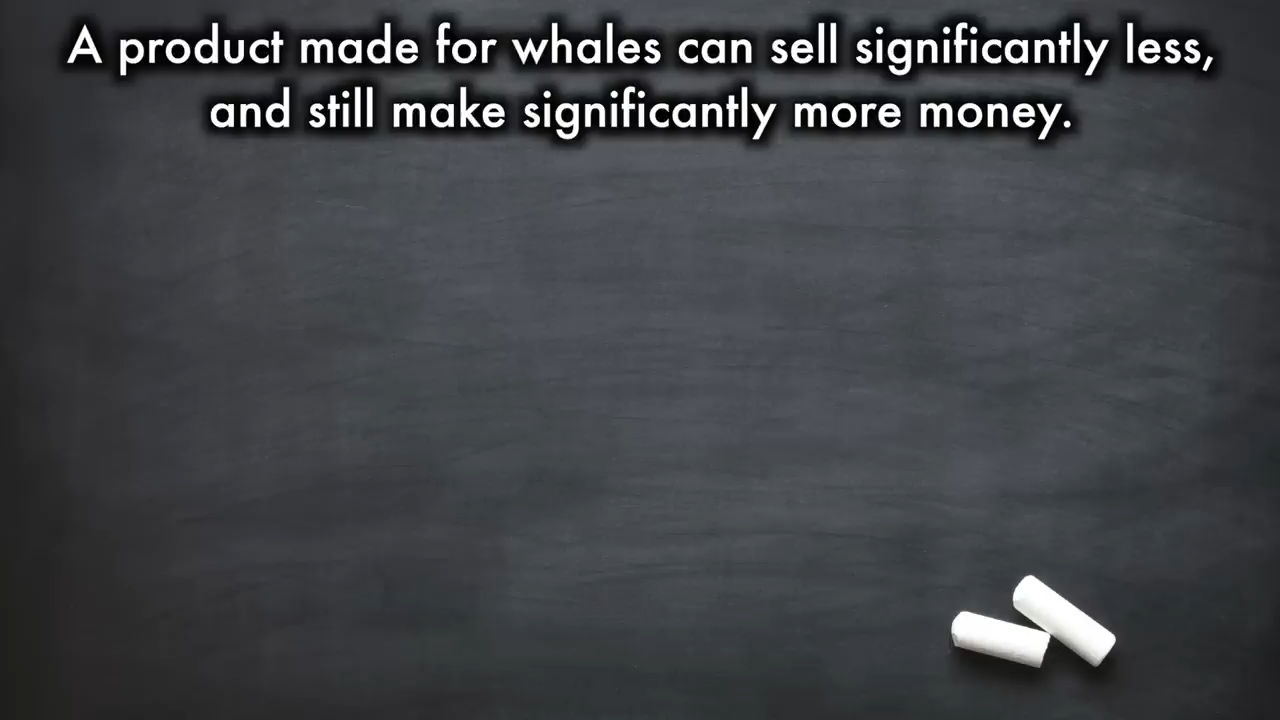 A product made for whales can sell significantly less,
and still make significantly more money.